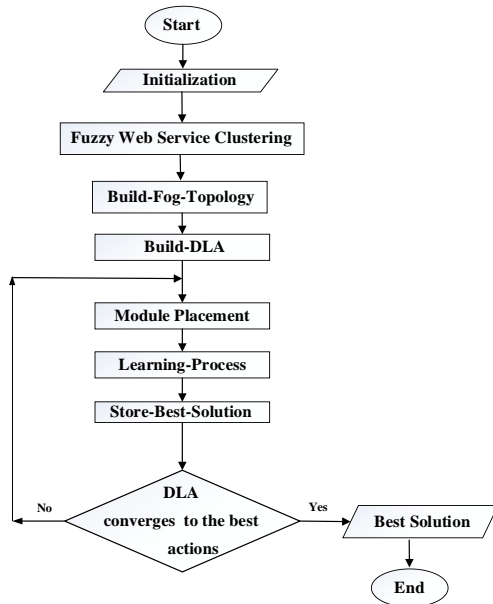 Start
Initialization
Fuzzy Web Service Clustering
Build-Fog-Topology
Build-DLA
Module Placement
Learning-Process
Store-Best-Solution
DLA
converges to the best
actions
No
Yes
Best Solution
End